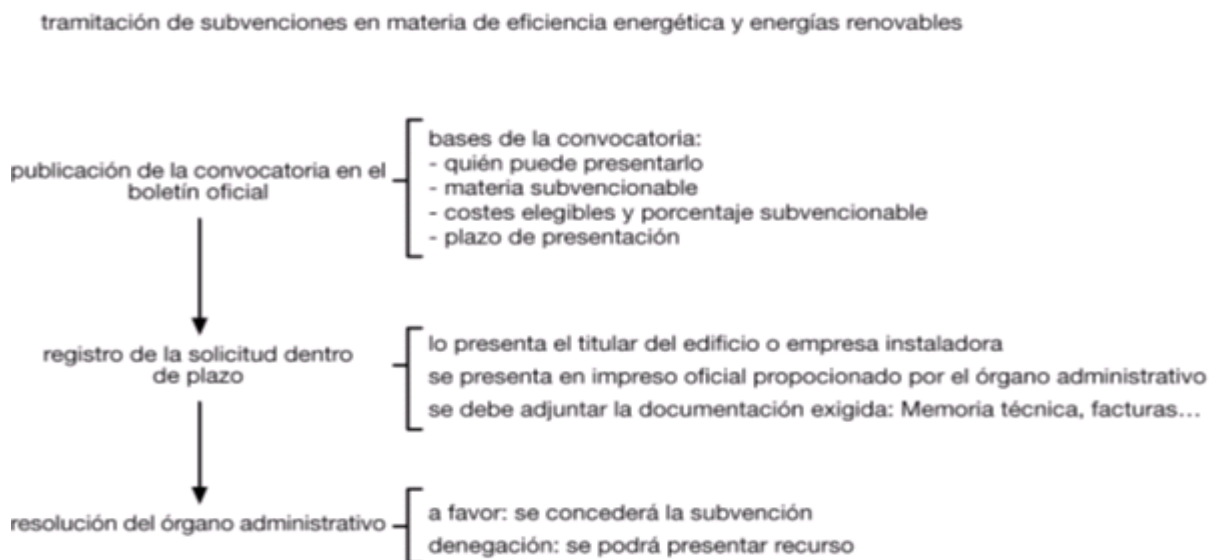 tramitación de subvenciones en materia de eficiencia energética y energías renovables
publicación de la convocatoria en el
boletín oficial
bases de la convocatoria:
- quién puede presentarlo
- materia subvencionable
- costes elegibles y porcentaje subvencionable
- plazo de presentación
registro de la solicitud dentro
de plazo
lo presenta el titular del edificio o empresa instaladora
se presenta en impreso oficial propocionado por el órgano administrativo
se debe adjuntar la documentación exigida: Memoria técnica, facturas...
resolución del órgano administrativo
a favor: se concederá la subvención
denegación: se podrá presentar recurso